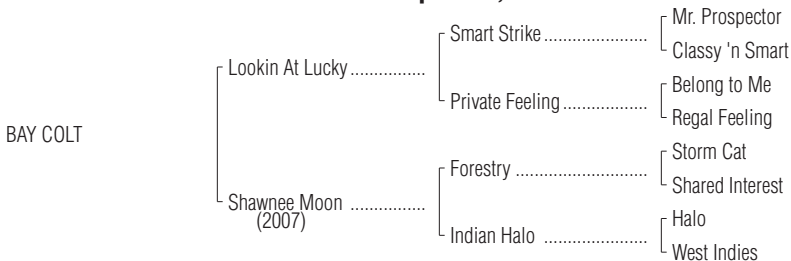 Mr. Prospector
Smart Strike....................
Classy 'n Smart
Lookin At Lucky................
Belong to Me
Private Feeling.................
Regal Feeling
BAY COLT
Storm Cat
Forestry .........................
Shared Interest
Shawnee Moon ................
(2007)
Halo
Indian Halo .....................
West Indies